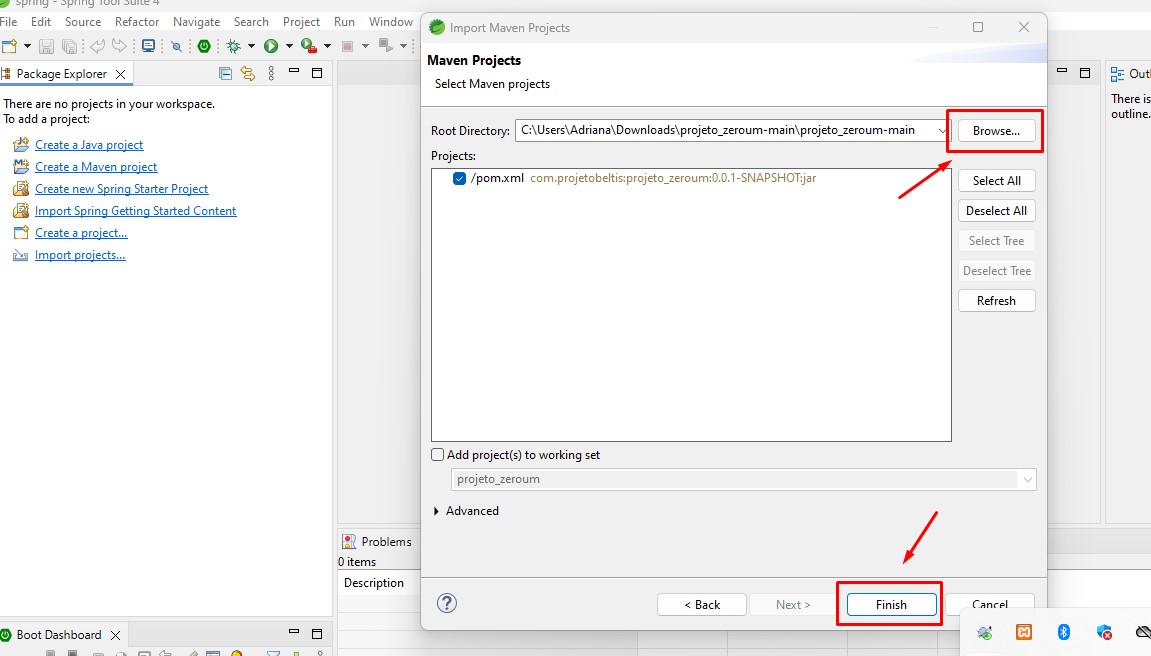 spring - Spring Tool Suite 4
File Edit Source Refactor Navigate Search Project Run Window
Package Explorer
There are no projects in your workspace.
To add a project:
Create a Java project
Create a Maven project
Create new Spring Starter Project
Import Spring Getting Started Content
Create a project...
Import projects...
Import Maven Projects
Maven Projects
Select Maven projects
Root Directory: C:\Users\Adriana\Downloads\projeto_zeroum-main\projeto_zeroum-main Browse...
Projects:
/pom.xml com.projetobeltis:projeto_zeroum:0.0.1-SNAPSHOT:jar
Select All
Deselect All
Select Tree
Deselect Tree
Refresh
Add project(s) to working set
projeto_zeroum
Advanced
? < Back Next > Finish Cancel
Outl
There is
outline.
Problems
0 items
Description
Boot Dashboard